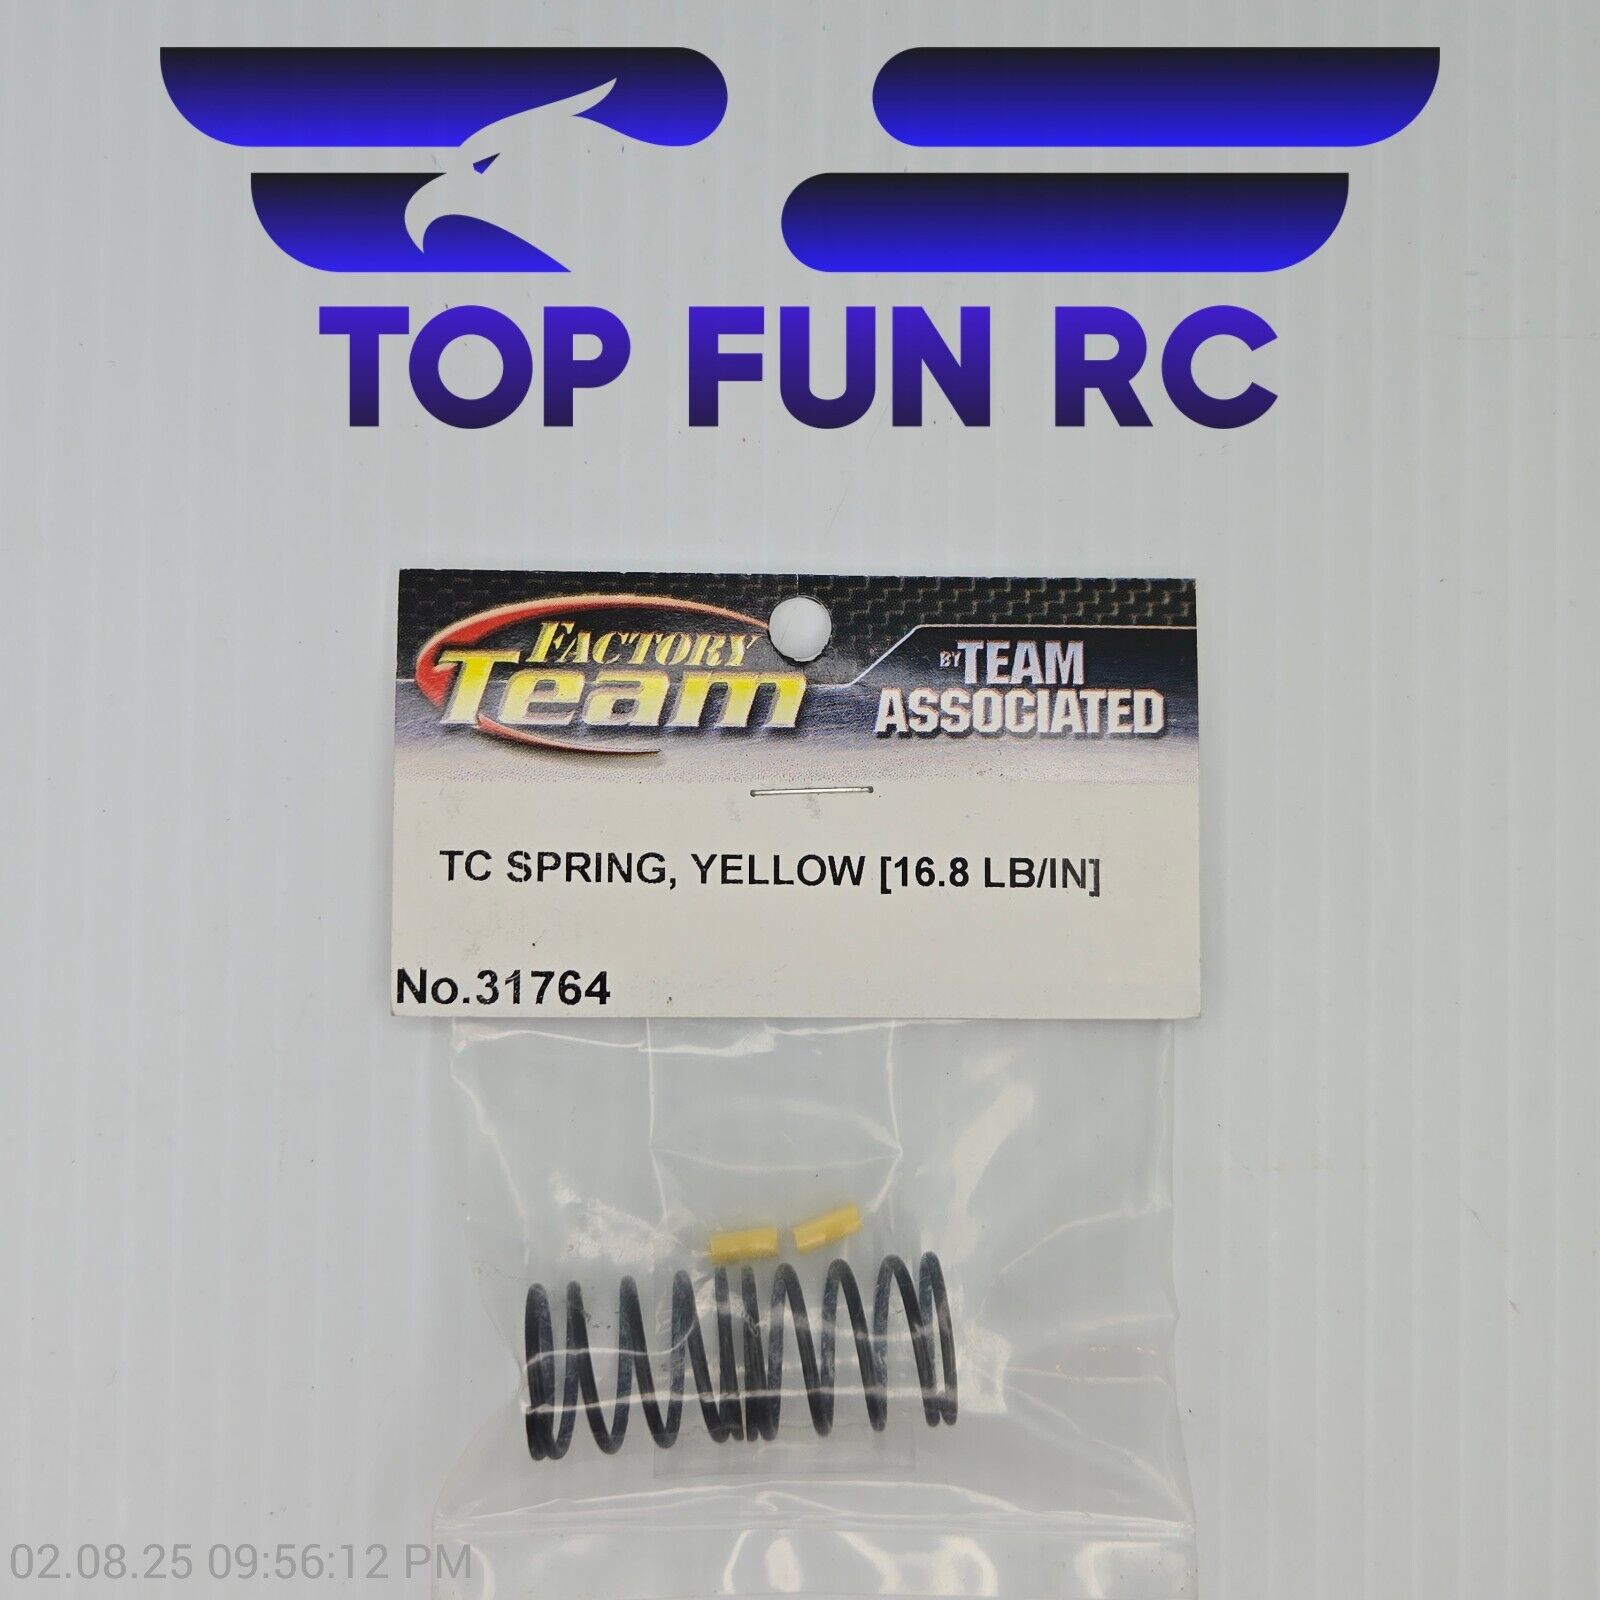 TOP FUN RC
FACTORY
Team
BY TEAM
ASSOCIATED
TC SPRING, YELLOW [16.8 LB/IN]
No.31764
02.08.25 09:56:12 PM